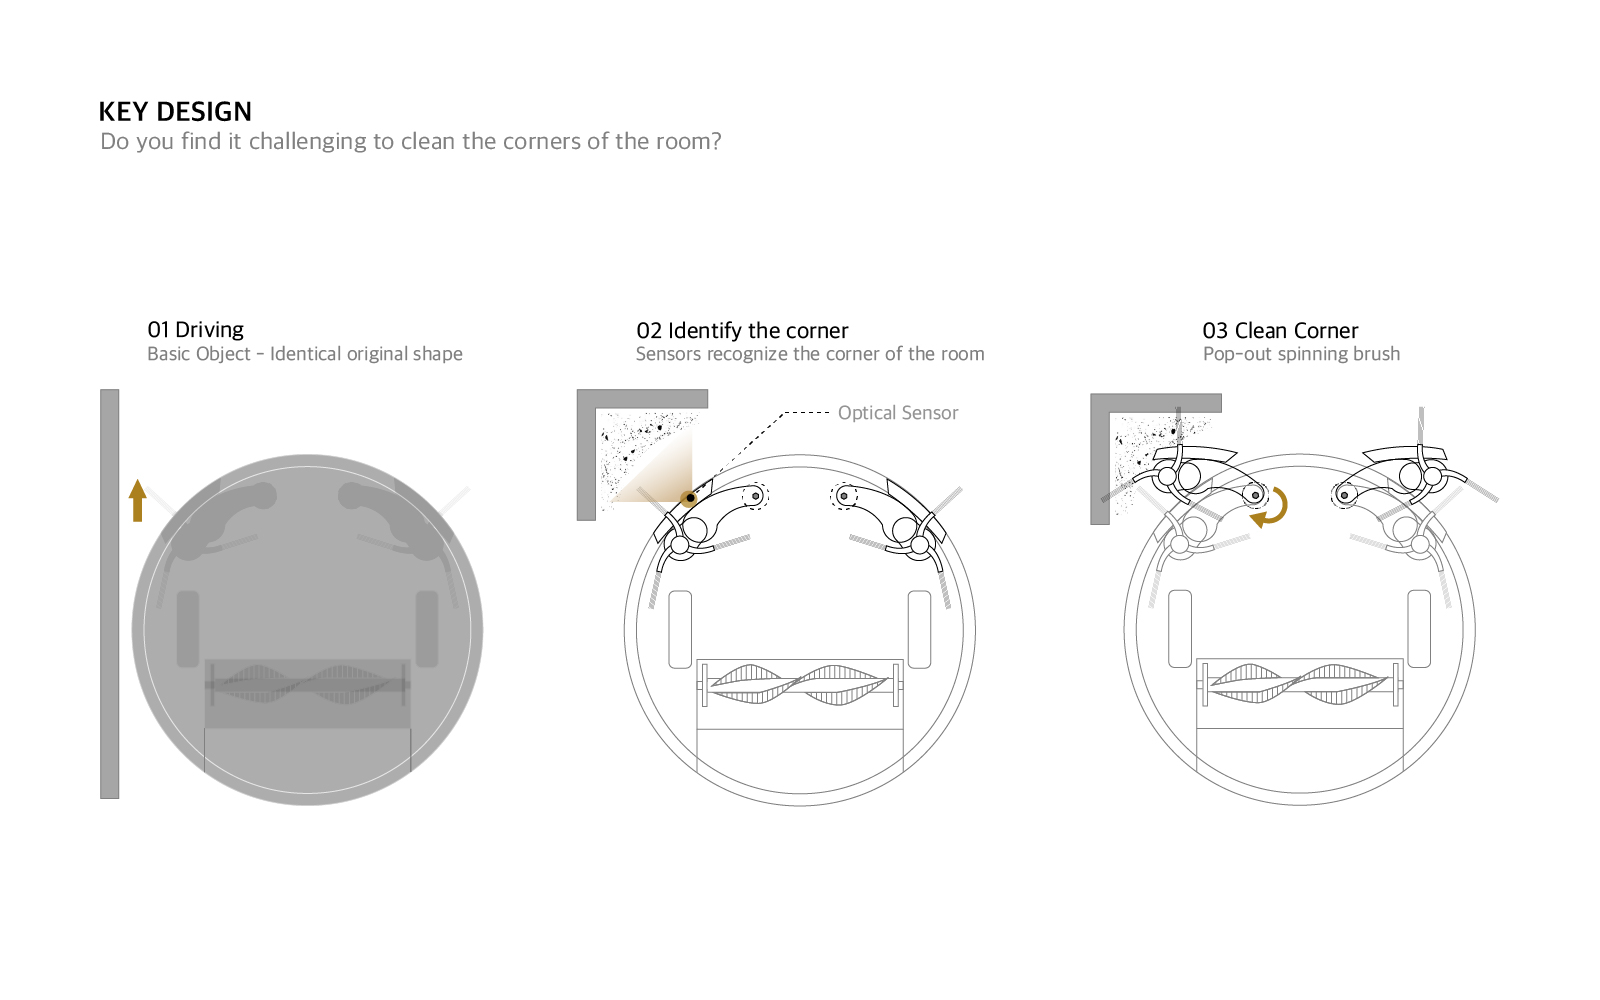 KEY DESIGN
Do you find it challenging to clean the corners of the room?
01 Driving
Basic Object - Identical original shape
02 Identify the corner
Sensors recognize the corner of the room
Optical Sensor
03 Clean Corner
Pop-out spinning brush